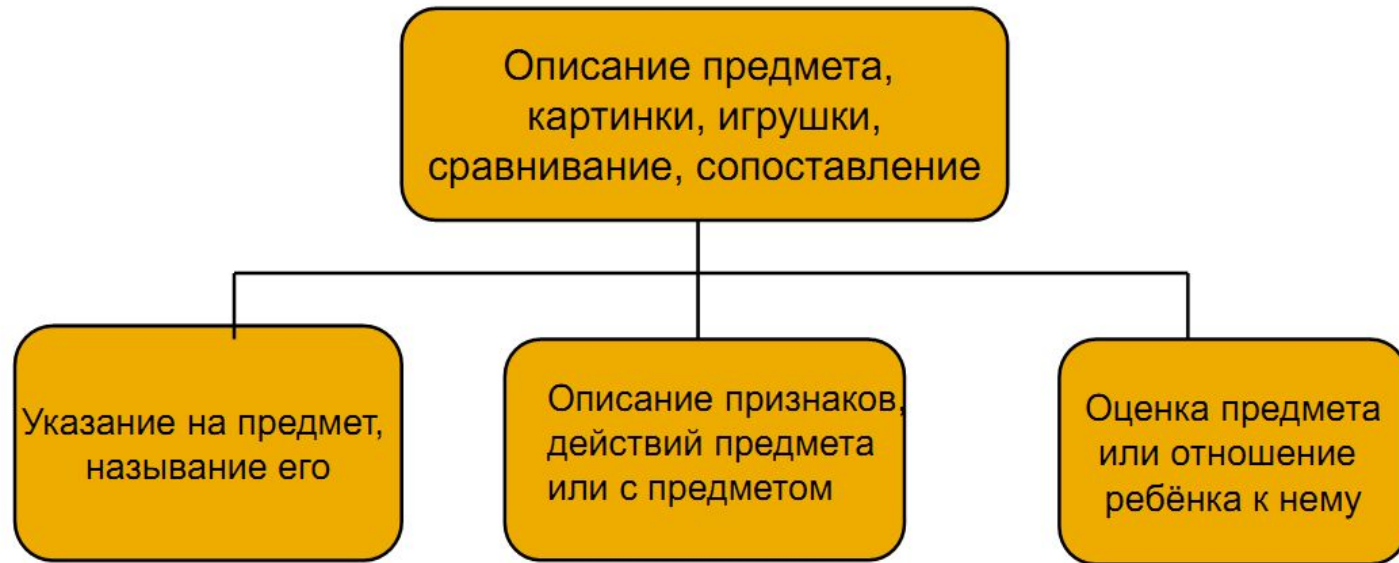 Описание предмета,
картинки, игрушки,
сравнивание, сопоставление
Указание на предмет,
называние его
Описание признаков,
действий предмета
или с предметом
Оценка предмета
или отношение
ребёнка к нему